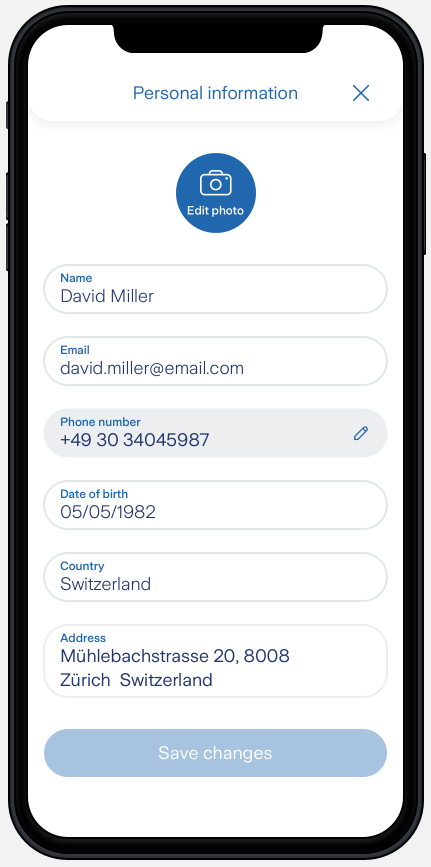 Personal information
Edit photo
Name
David Miller
Email
david.miller@email.com
Phone number
+49 30 34045987
Date of birth
05/05/1982
Country
Switzerland
Address
Mühlebachstrasse 20, 8008
Zürich  Switzerland
Save changes